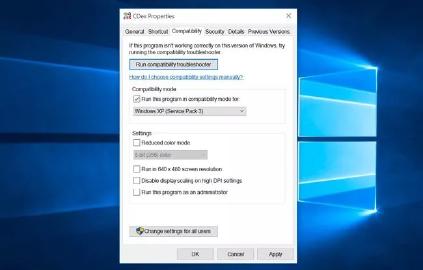 CDex Properties
General Shortcut Compatibility Security Details Previous Versions
If this program isn't working correctly on this version of Windows, try
running the compatibility troubleshooter.
Run compatibility troubleshooter
How do I choose compatibility settings manually?
Compatibility mode
Run this program in compatibility mode for:
Windows XP (Service Pack 3)
Settings
Reduced color mode
8-bit (256) color
Run in 640 x 480 screen resolution
Disable display scaling on high DPI settings
Run this program as an administrator
Change settings for all users
OK Cancel Apply